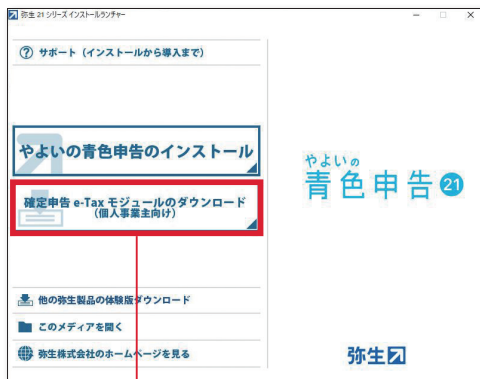 弥生 21 シリーズ インストールランチャー
サポート（インストールから導入まで）
やよいの青色申告のインストール
確定申告 e-Tax モジュールのダウンロード
（個人事業主向け）
他の弥生製品の体験版ダウンロード
このメディアを開く
弥生株式会社のホームページを見る
やよいの
青色申告 21
弥生